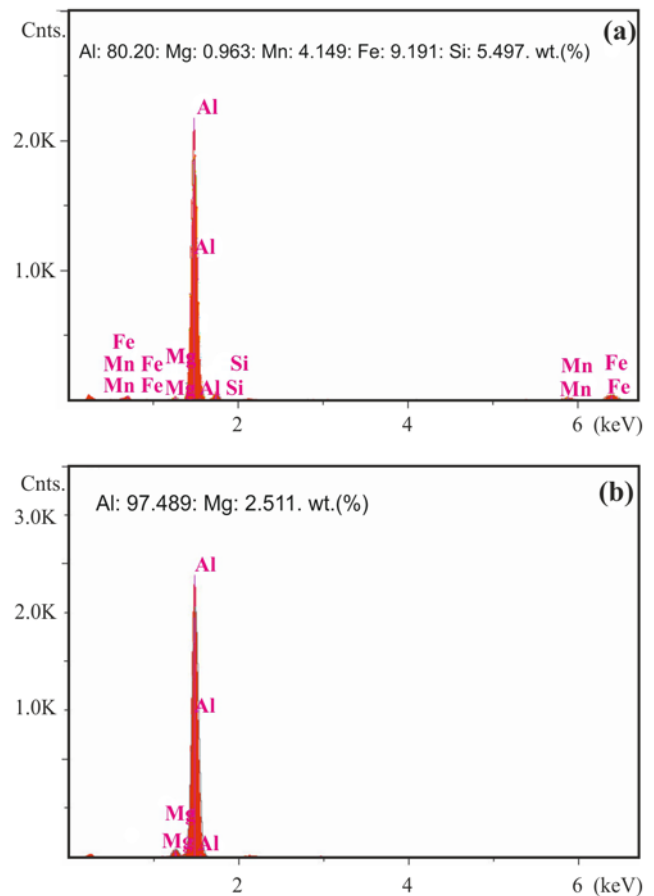 Cnts.
(a)
Al: 80.20: Mg: 0.963: Mn: 4.149: Fe: 9.191: Si: 5.497. wt.(%)
Al
2.0K
Al
1.0K
Fe
Mg
Mn Fe
Si
Mn
Fe
Mn Fe
Mg Al Si
Mn
Fe
2
4
6 (keV)
Cnts.
(b)
Al: 97.489: Mg: 2.511. wt.(%)
3.0K
Al
2.0K
Al
1.0K
Mg
Mg Al
2
4
6 (keV)